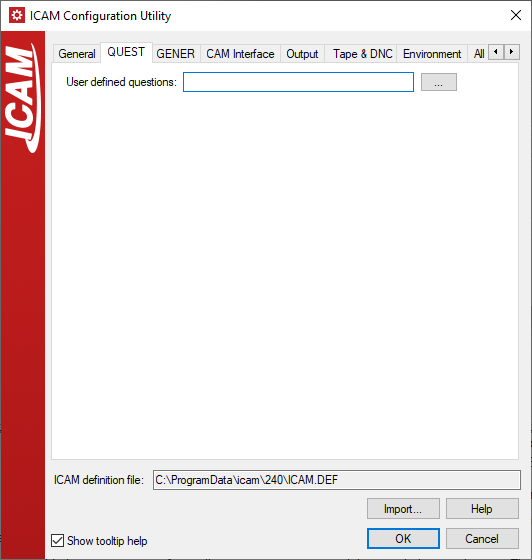 ICAM Configuration Utility
ICAM
General QUEST GENER CAM Interface Output Tape & DNC Environment All
User defined questions:
...
ICAM definition file: C:\ProgramData\icam\240\ICAM.DEF
Import... Help
Show tooltip help OK Cancel